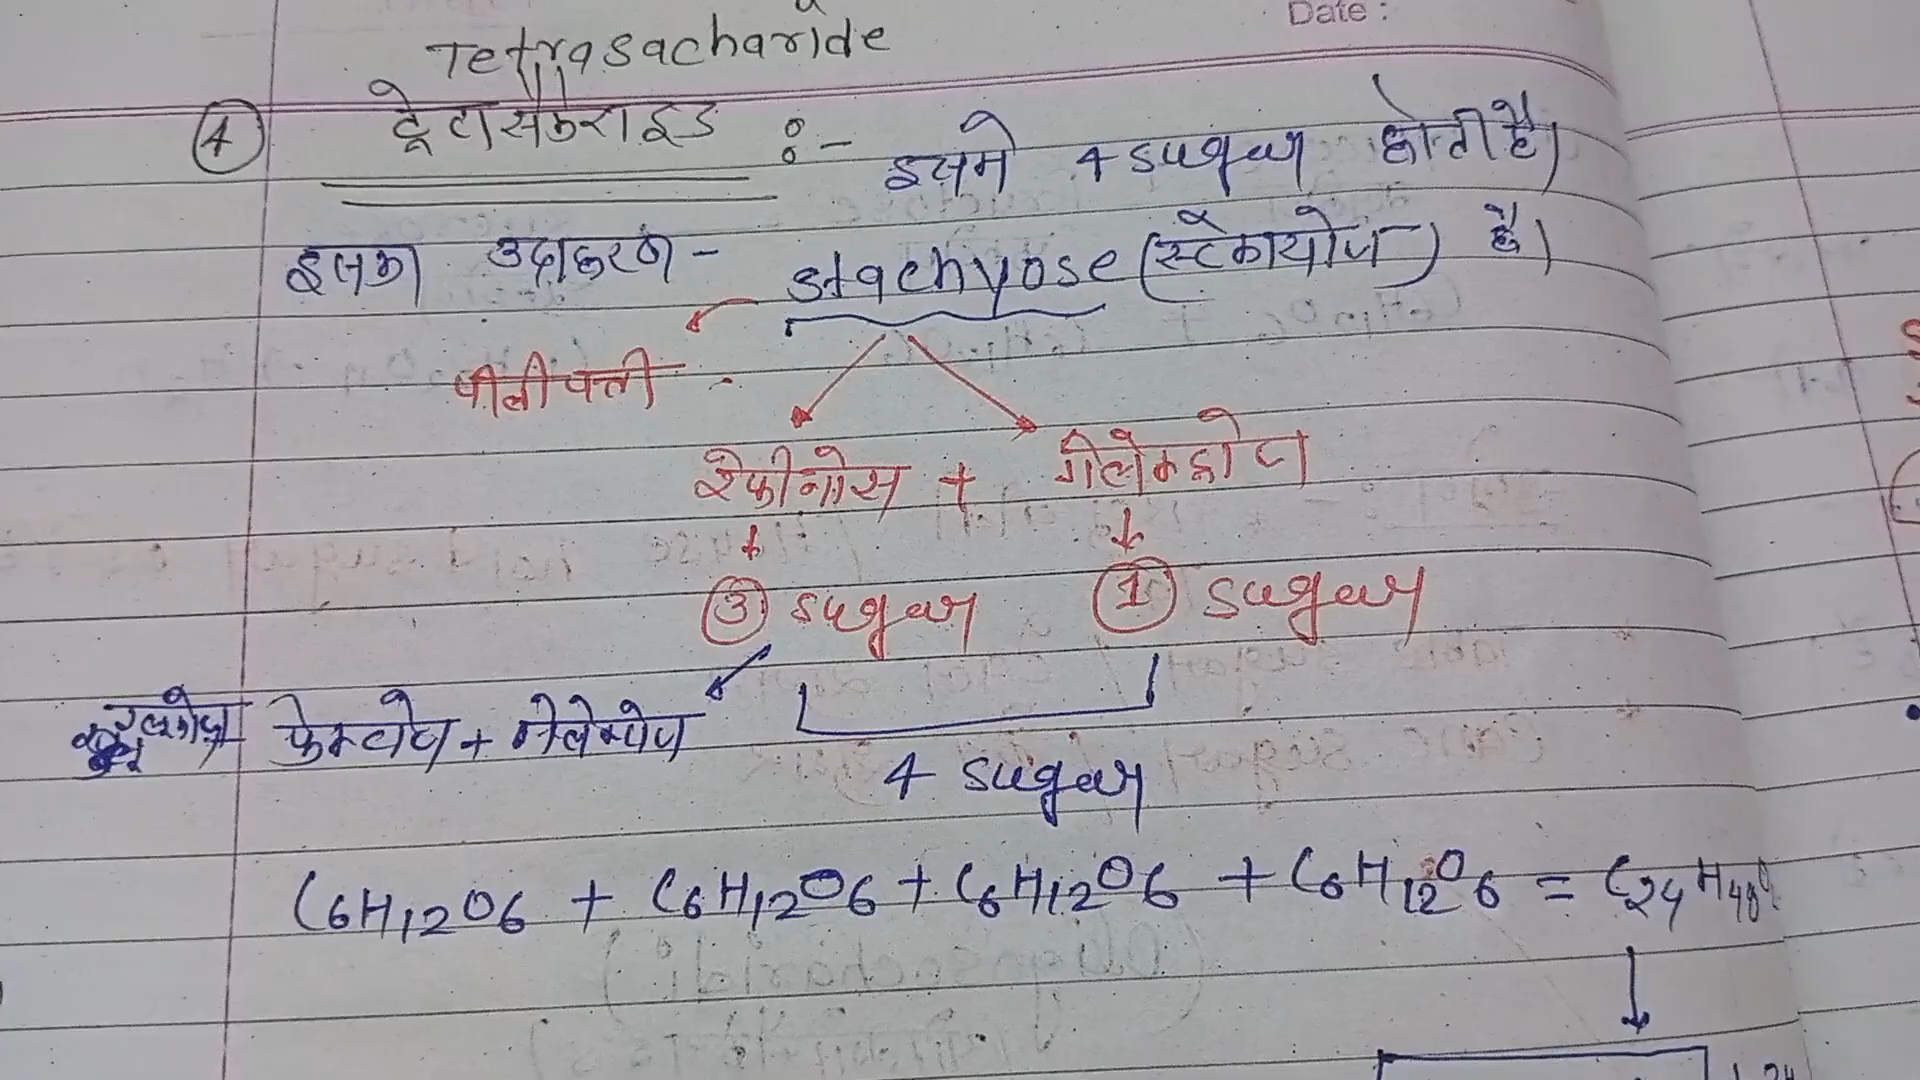 Date :
Tetrasacharide
④ टेट्रासैकेराइड :- इसमे 4 sugar होती है।
इसका उदाहरण - stachyose (स्टेकायोज) है।
पीली पत्ती
रेफीनोस + गेलेक्टोज
③ sugar ① sugar
ग्लूकोज फ्रेक्टोज + गेलेक्टोज
4 sugar
C6H12O6 + C6H12O6 + C6H12O6 + C6H12O6 = C24H48